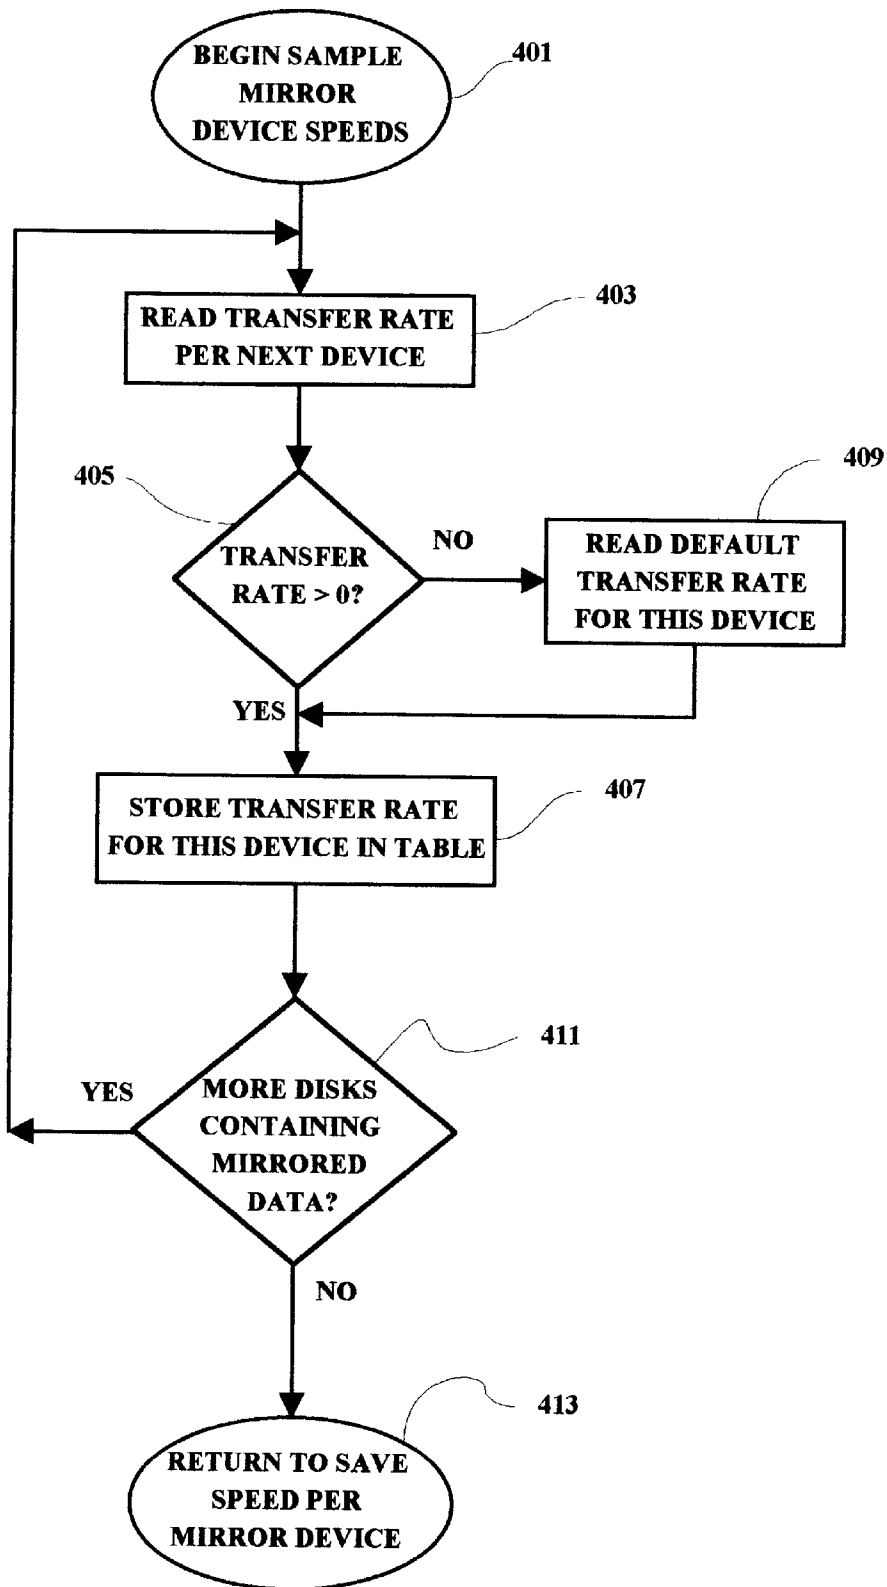 BEGIN SAMPLE
MIRROR
DEVICE SPEEDS
401
READ TRANSFER RATE
PER NEXT DEVICE
403
405
TRANSFER
RATE > 0?
NO
409
READ DEFAULT
TRANSFER RATE
FOR THIS DEVICE
YES
STORE TRANSFER RATE
FOR THIS DEVICE IN TABLE
407
411
YES
MORE DISKS
CONTAINING
MIRRORED
DATA?
NO
413
RETURN TO SAVE
SPEED PER
MIRROR DEVICE